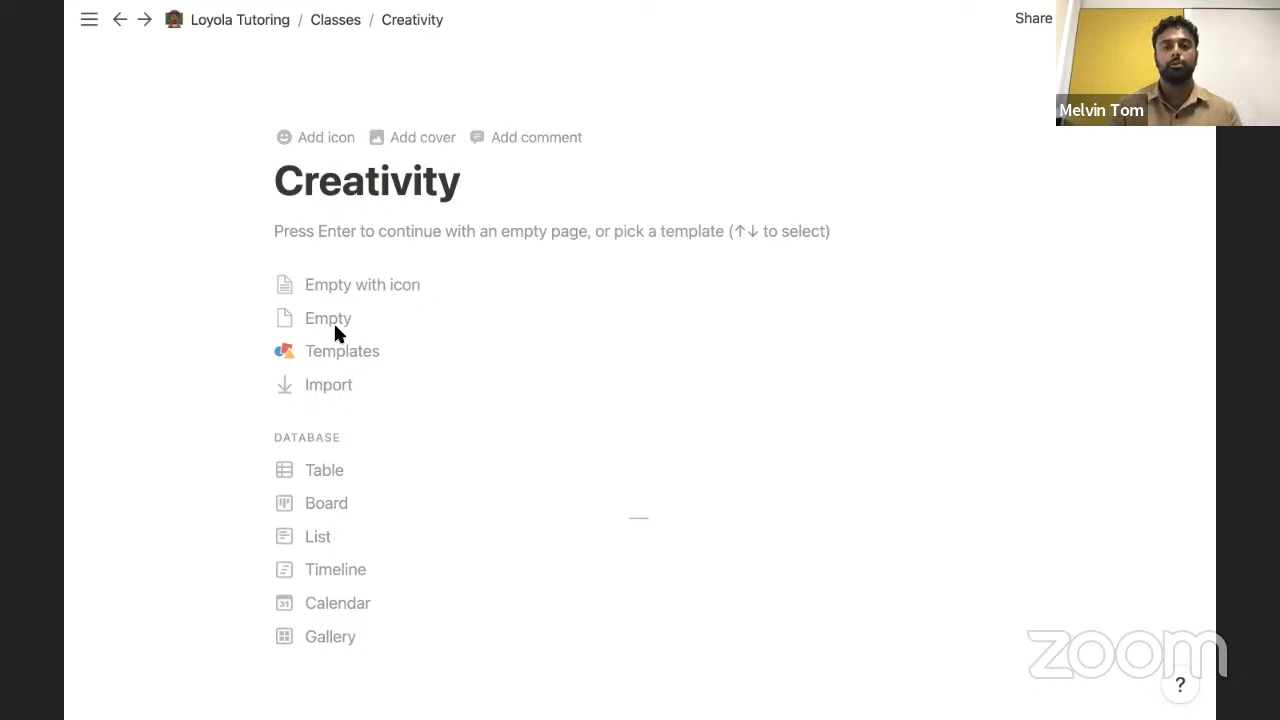 Loyola Tutoring / Classes / Creativity
Share
Melvin Tom
Add icon Add cover Add comment
Creativity
Press Enter to continue with an empty page, or pick a template (↑↓ to select)
Empty with icon
Empty
Templates
Import
DATABASE
Table
Board
List
Timeline
31 Calendar
Gallery
zoom
?